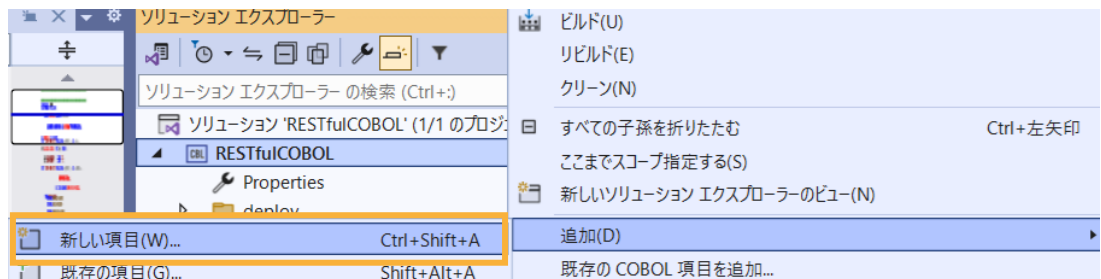 ソリューション エクスプローラー
ソリューション エクスプローラー の検索 (Ctrl+:)
ソリューション 'RESTfulCOBOL' (1/1 のプロジ
RESTfulCOBOL
Properties
deploy
新しい項目(W)... Ctrl+Shift+A
既存の項目(G)... Shift+Alt+A
ビルド(U)
リビルド(E)
クリーン(N)
すべての子孫を折りたたむ Ctrl+左矢印
ここまでスコープ指定する(S)
新しいソリューション エクスプローラーのビュー(N)
追加(D)
既存の COBOL 項目を追加...